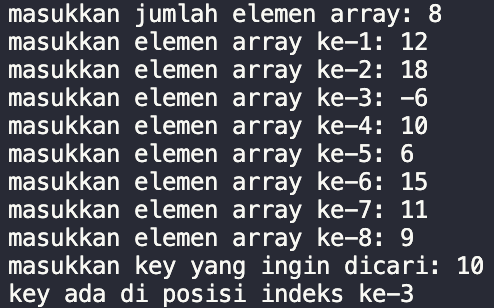 masukkan jumlah elemen array: 8
masukkan elemen array ke-1: 12
masukkan elemen array ke-2: 18
masukkan elemen array ke-3: -6
masukkan elemen array ke-4: 10
masukkan elemen array ke-5: 6
masukkan elemen array ke-6: 15
masukkan elemen array ke-7: 11
masukkan elemen array ke-8: 9
masukkan key yang ingin dicari: 10
key ada di posisi indeks ke-3